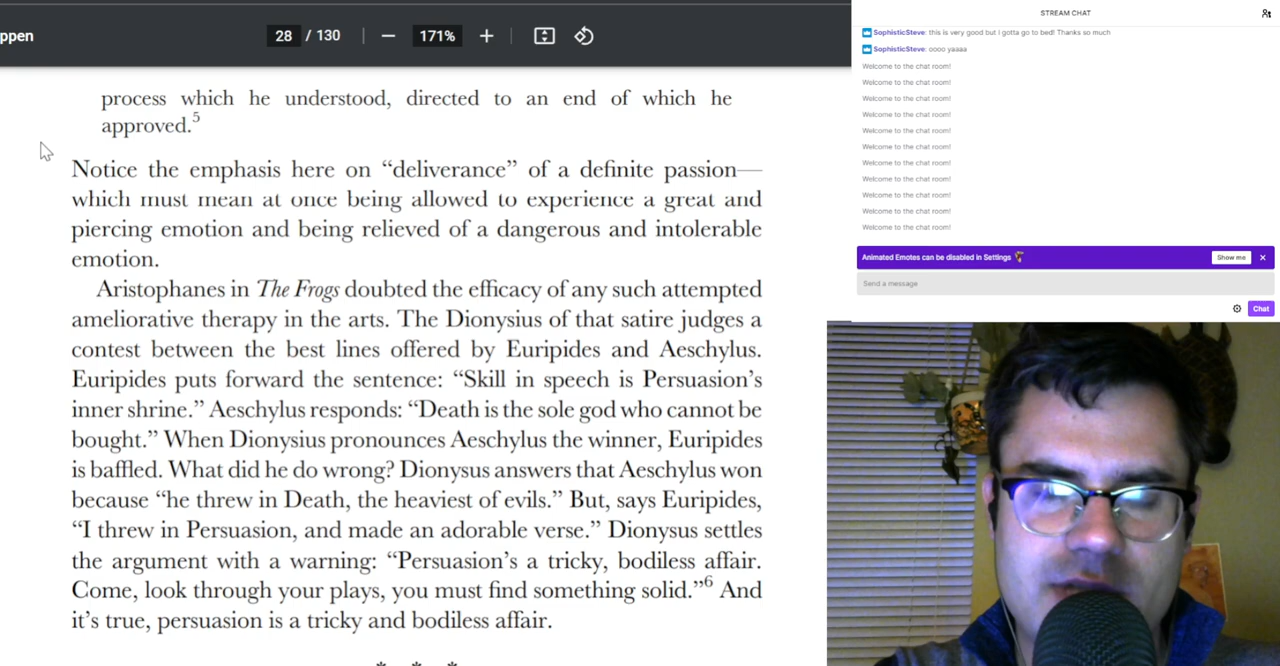 ppen
28 / 130
171%
process which he understood, directed to an end of which he
approved.5
Notice the emphasis here on “deliverance” of a definite passion—
which must mean at once being allowed to experience a great and
piercing emotion and being relieved of a dangerous and intolerable
emotion.
Aristophanes in The Frogs doubted the efficacy of any such attempted
ameliorative therapy in the arts. The Dionysius of that satire judges a
contest between the best lines offered by Euripides and Aeschylus.
Euripides puts forward the sentence: “Skill in speech is Persuasion’s
inner shrine.” Aeschylus responds: “Death is the sole god who cannot be
bought.” When Dionysius pronounces Aeschylus the winner, Euripides
is baffled. What did he do wrong? Dionysus answers that Aeschylus won
because “he threw in Death, the heaviest of evils.” But, says Euripides,
“I threw in Persuasion, and made an adorable verse.” Dionysus settles
the argument with a warning: “Persuasion’s a tricky, bodiless affair.
Come, look through your plays, you must find something solid.”6 And
it’s true, persuasion is a tricky and bodiless affair.
* * *
STREAM CHAT
SophisticSteve: this is very good but I gotta go to bed! Thanks so much
SophisticSteve: oooo yaaaa
Welcome to the chat room!
Welcome to the chat room!
Welcome to the chat room!
Welcome to the chat room!
Welcome to the chat room!
Welcome to the chat room!
Welcome to the chat room!
Welcome to the chat room!
Welcome to the chat room!
Welcome to the chat room!
Welcome to the chat room!
Animated Emotes can be disabled in Settings
Show me
Send a message
Chat